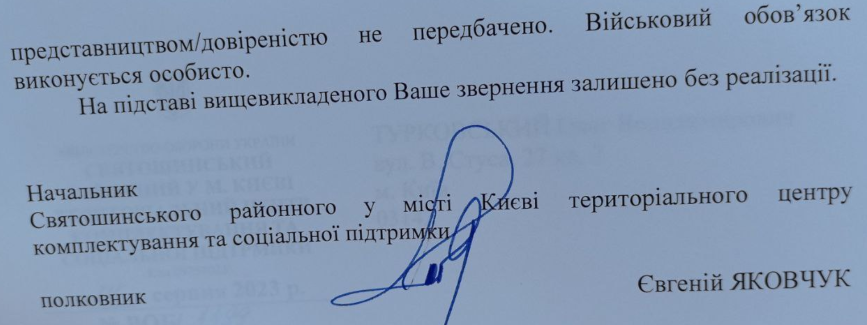 представництвом/довіреністю не передбачено. Військовий обов’язок
виконується особисто.
На підставі вищевикладеного Ваше звернення залишено без реалізації.
Начальник
Святошинського районного у місті Києві територіального центру
комплектування та соціальної підтримки
полковник Євгеній ЯКОВЧУК